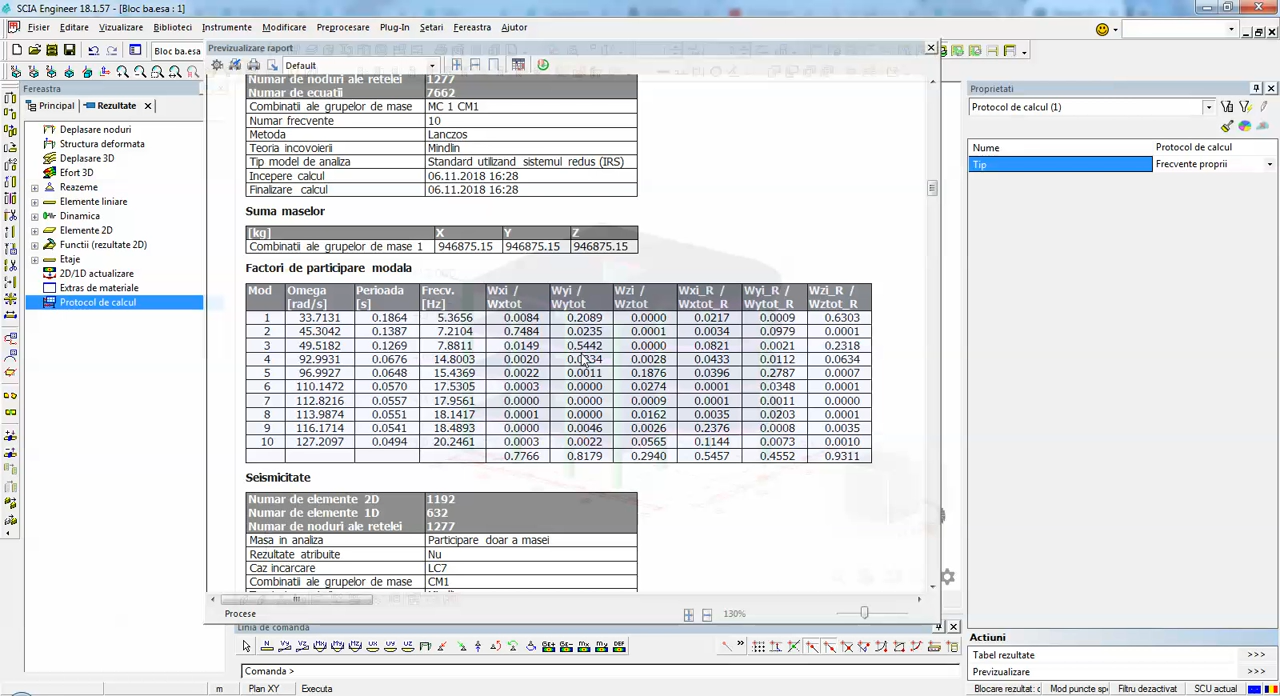 SCIA Engineer 18.1.57 - [Bloc ba.esa : 1]
Fisier Editare Vizualizare Biblioteci Instrumente Modificare Preprocesare Plug-In Setari Fereastra Ajutor
Bloc ba.esa
Previzualizare raport
Default
Fereastra
Principal Rezultate
Deplasare noduri
Structura deformata
Deplasare 3D
Efort 3D
Reazeme
Elemente liniare
Dinamica
Elemente 2D
Functii (rezultate 2D)
Etaje
2D/1D actualizare
Extras de materiale
Protocol de calcul
Numar de noduri ale retelei 1277
Numar de ecuatii 7662
Combinatii ale grupelor de mase MC 1 CM1
Numar frecvente 10
Metoda Lanczos
Teoria incovoierii Mindlin
Tip model de analiza Standard utilizand sistemul redus (IRS)
Incepere calcul 06.11.2018 16:28
Finalizare calcul 06.11.2018 16:28
Suma maselor
[kg] X Y Z
Combinatii ale grupelor de mase 1 946875.15 946875.15 946875.15
Factori de participare modala
Mod Omega Perioada Frecv. Wxi / Wyi / Wzi / Wxi_R / Wyi_R / Wzi_R /
[rad/s] [s] [Hz] Wxtot Wytot Wztot Wxtot_R Wytot_R Wztot_R
1 33.7131 0.1864 5.3656 0.0084 0.2089 0.0000 0.0217 0.0009 0.6303
2 45.3042 0.1387 7.2104 0.7484 0.0235 0.0001 0.0034 0.0979 0.0001
3 49.5182 0.1269 7.8811 0.0149 0.5442 0.0000 0.0821 0.0021 0.2318
4 92.9931 0.0676 14.8003 0.0020 0.0334 0.0028 0.0433 0.0112 0.0634
5 96.9927 0.0648 15.4369 0.0022 0.0011 0.1876 0.0396 0.2787 0.0007
6 110.1472 0.0570 17.5305 0.0003 0.0000 0.0274 0.0001 0.0348 0.0001
7 112.8216 0.0557 17.9561 0.0000 0.0000 0.0009 0.0001 0.0011 0.0000
8 113.9874 0.0551 18.1417 0.0001 0.0000 0.0162 0.0035 0.0203 0.0001
9 116.1714 0.0541 18.4893 0.0000 0.0046 0.0026 0.2376 0.0008 0.0035
10 127.2097 0.0494 20.2461 0.0003 0.0022 0.0565 0.1144 0.0073 0.0010
0.7766 0.8179 0.2940 0.5457 0.4552 0.9311
Seismicitate
Numar de elemente 2D 1192
Numar de elemente 1D 632
Numar de noduri ale retelei 1277
Masa in analiza Participare doar a masei
Rezultate atribuite Nu
Caz incarcare LC7
Combinatii ale grupelor de mase CM1
Procese
130%
Linia de comanda
Comanda >
m Plan XY Executa
Proprietati
Protocol de calcul (1)
Nume Protocol de calcul
Tip Frecvente proprii
Actiuni
Tabel rezultate >>>
Previzualizare >>>
Blocare rezultat: c Mod puncte sp Filtru dezactivat SCU actual